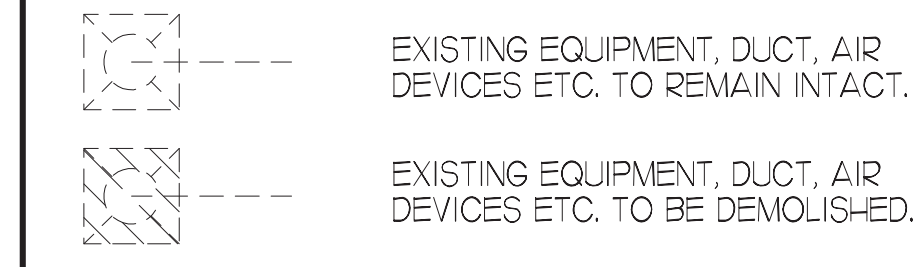 EXISTING EQUIPMENT, DUCT, AIR
DEVICES ETC. TO REMAIN INTACT.
EXISTING EQUIPMENT, DUCT, AIR
DEVICES ETC. TO BE DEMOLISHED.